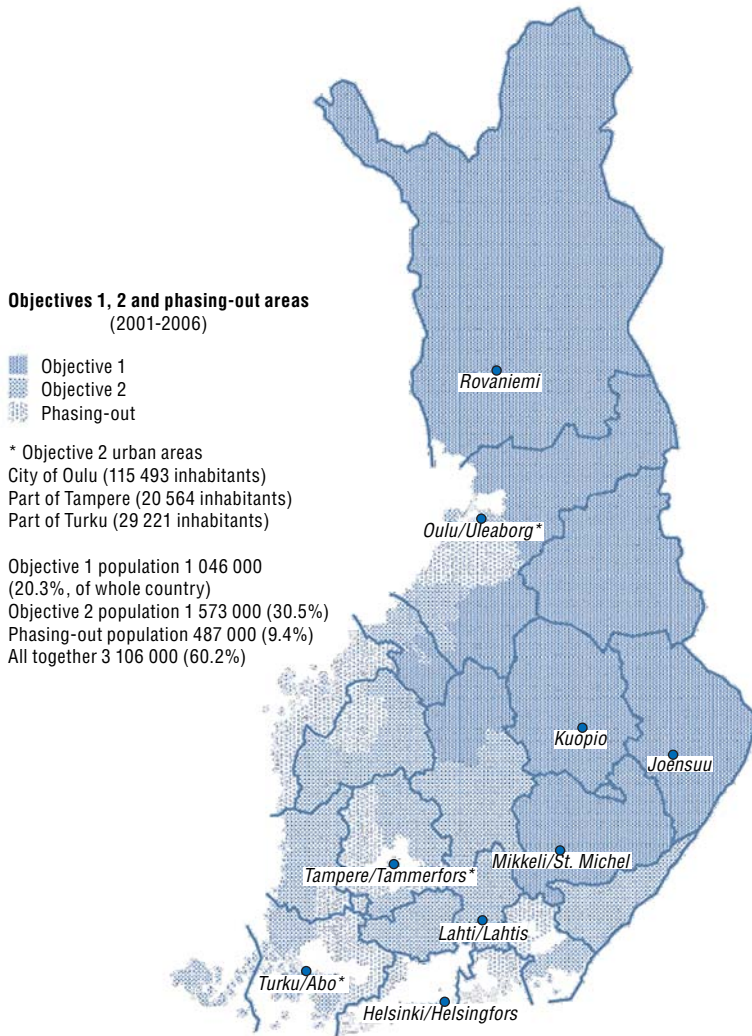 Objectives 1, 2 and phasing-out areas
(2001-2006)
Objective 1
Objective 2
Phasing-out
* Objective 2 urban areas
City of Oulu (115 493 inhabitants)
Part of Tampere (20 564 inhabitants)
Part of Turku (29 221 inhabitants)
Objective 1 population 1 046 000
(20.3%, of whole country)
Objective 2 population 1 573 000 (30.5%)
Phasing-out population 487 000 (9.4%)
All together 3 106 000 (60.2%)
Rovaniemi
Oulu/Uleaborg*
Kuopio
Joensuu
Mikkeli/St. Michel
Tampere/Tammerfors*
Lahti/Lahtis
Turku/Abo*
Helsinki/Helsingfors